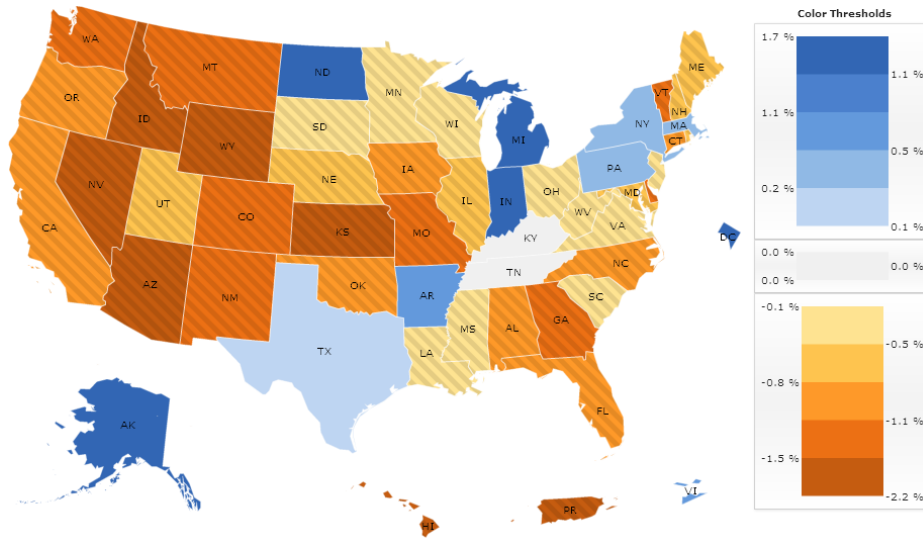 Color Thresholds
1.7 %
1.1 %
1.1 %
0.5 %
0.2 %
0.1 %
0.0 %
0.0 %
0.0 %
-0.1 %
-0.5 %
-0.8 %
-1.1 %
-1.5 %
-2.2 %
WA
MT
ND
MN
ME
OR
ID
SD
WI
MI
NY
VT
NH
MA
CT
WY
NV
UT
NE
IA
IL
IN
OH
PA
MD
WV
VA
CA
CO
KS
MO
KY
DC
AZ
NM
OK
AR
TN
NC
SC
TX
LA
MS
AL
GA
FL
AK
HI
PR
VI